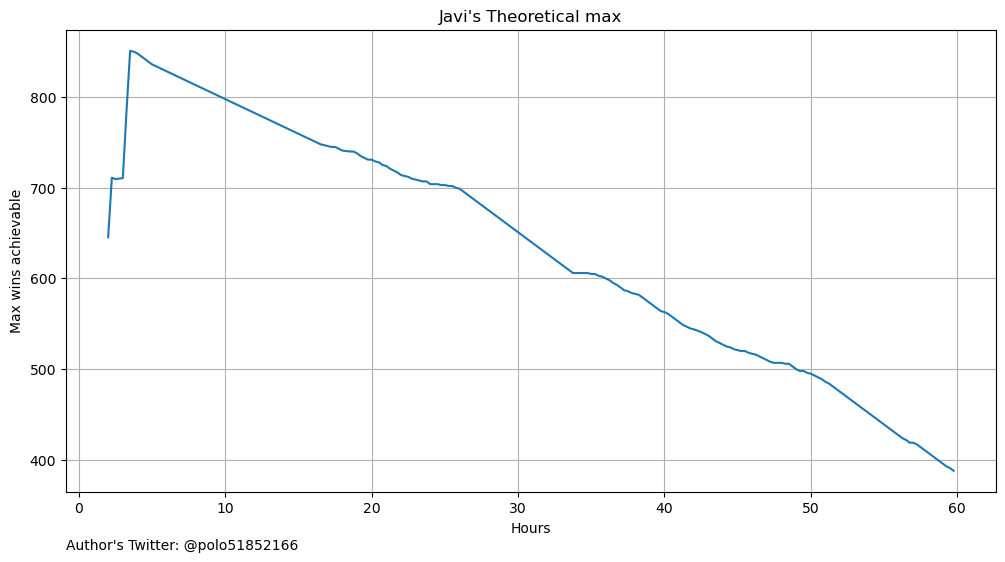 Javi's Theoretical max
Max wins achievable
800
700
600
500
400
0 10 20 30 40 50 60
Hours
Author's Twitter: @polo51852166